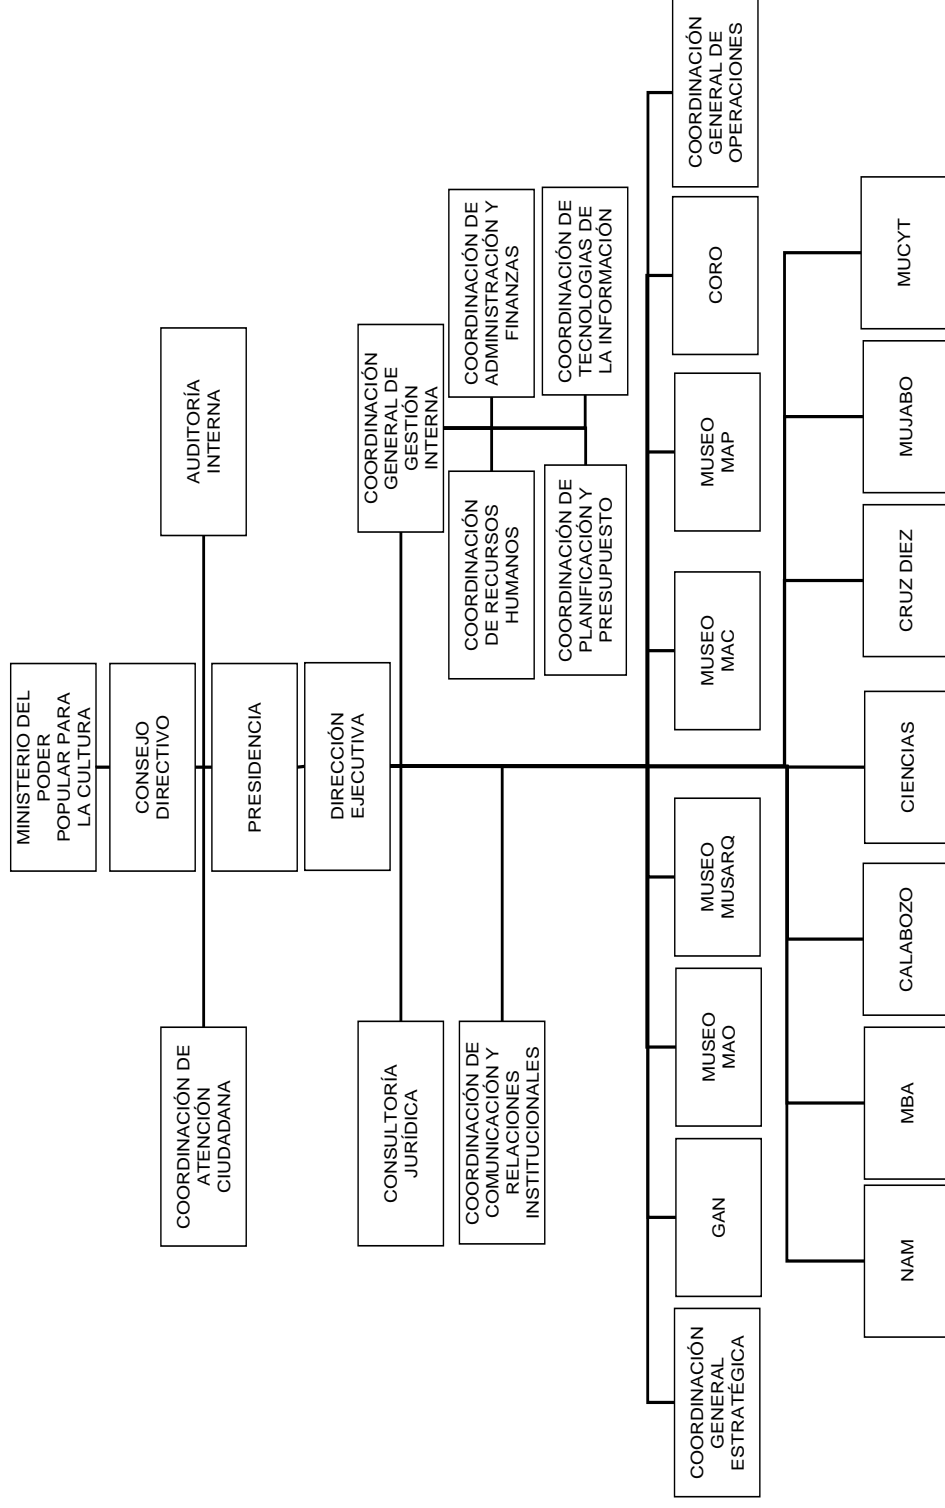 MINISTERIO DEL
PODER
POPULAR PARA
LA CULTURA
CONSEJO
DIRECTIVO
COORDINACIÓN DE
ATENCIÓN
CIUDADANA
AUDITORÍA
INTERNA
PRESIDENCIA
DIRECCIÓN
EJECUTIVA
CONSULTORÍA
JURÍDICA
COORDINACIÓN
GENERAL DE
GESTIÓN
INTERNA
COORDINACIÓN DE
COMUNICACIÓN Y
RELACIONES
INSTITUCIONALES
COORDINACIÓN
DE RECURSOS
HUMANOS
COORDINACIÓN DE
ADMINISTRACIÓN Y
FINANZAS
COORDINACIÓN DE
PLANIFICACIÓN Y
PRESUPUESTO
COORDINACIÓN DE
TECNOLOGIAS DE
LA INFORMACIÓN
COORDINACIÓN
GENERAL
ESTRATÉGICA
GAN
MUSEO
MAO
MUSEO
MUSARQ
MUSEO
MAC
MUSEO
MAP
CORO
COORDINACIÓN
GENERAL DE
OPERACIONES
NAM
MBA
CALABOZO
CIENCIAS
CRUZ DIEZ
MUJABO
MUCYT